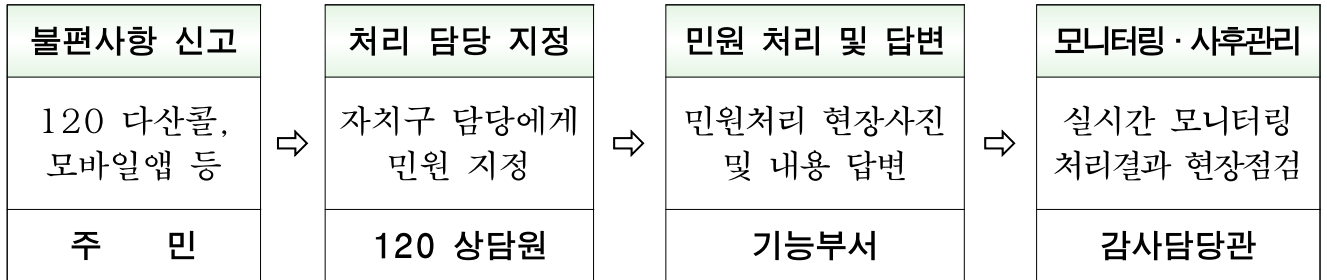 불편사항 신고
120 다산콜,
모바일앱 등
주 민
⇨
처리 담당 지정
자치구 담당에게
민원 지정
120 상담원
⇨
민원 처리 및 답변
민원처리 현장사진
및 내용 답변
기능부서
⇨
모니터링·사후관리
실시간 모니터링
처리결과 현장점검
감사담당관